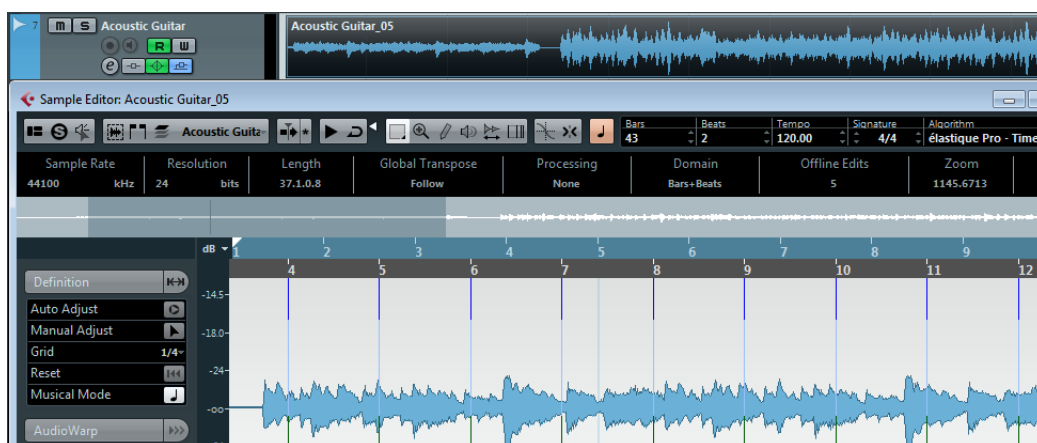 7 m S Acoustic Guitar
R W
e
Acoustic Guitar_05
Sample Editor: Acoustic Guitar_05
S Acoustic Guita
Bars Beats Tempo Signature Algorithm
43 2 120.00 4/4 élastique Pro - Time
Sample Rate Resolution Length Global Transpose Processing Domain Offline Edits Zoom
44100 kHz 24 bits 37.1.0.8 Follow None Bars+Beats 5 1145.6713
dB 1 2 3 4 5 6 7 8 9
4 5 6 7 8 9 10 11 12
Definition
-14.5
Auto Adjust
Manual Adjust
-18.0
Grid 1/4
Reset
-24
Musical Mode
-oo
AudioWarp